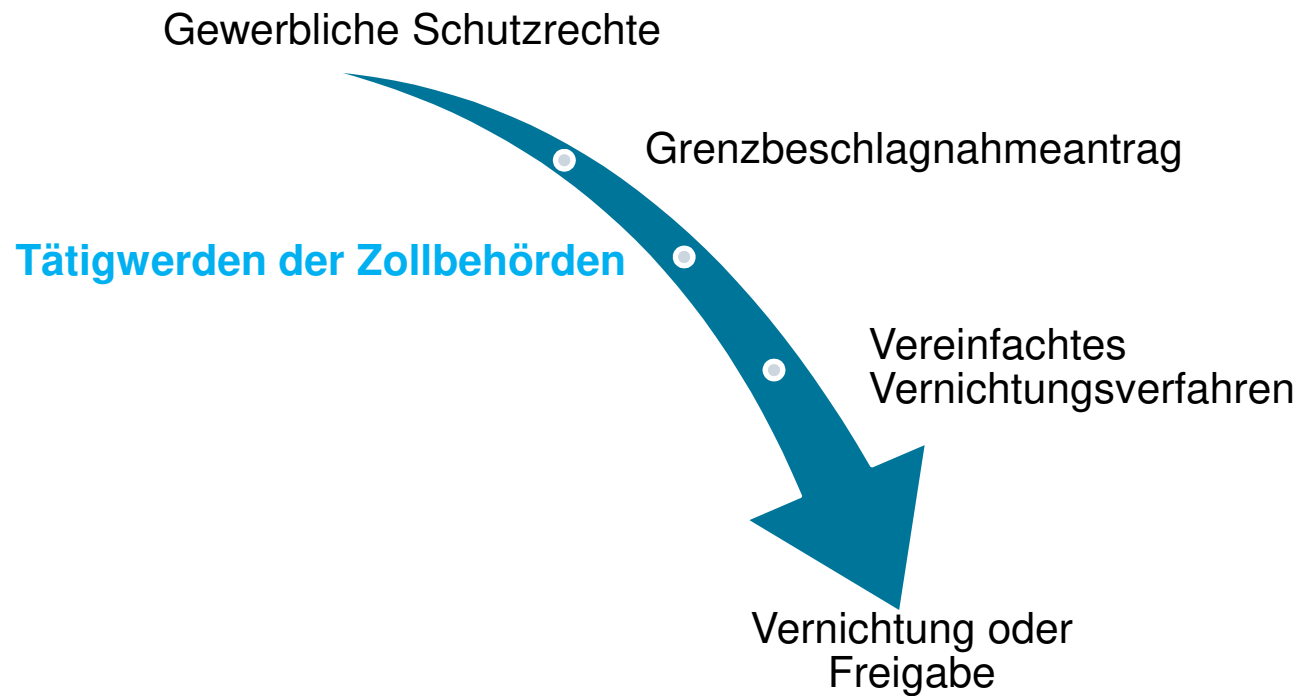 Gewerbliche Schutzrechte
Grenzbeschlagnahmeantrag
Tätigwerden der Zollbehörden
Vereinfachtes
Vernichtungsverfahren
Vernichtung oder
Freigabe